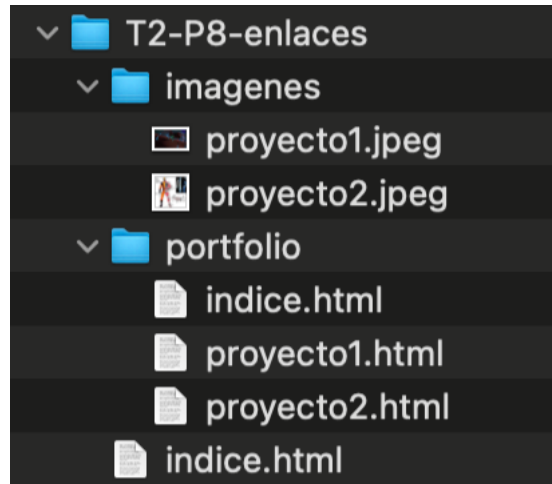 T2-P8-enlaces
imagenes
proyecto1.jpeg
proyecto2.jpeg
portfolio
indice.html
proyecto1.html
proyecto2.html
indice.html